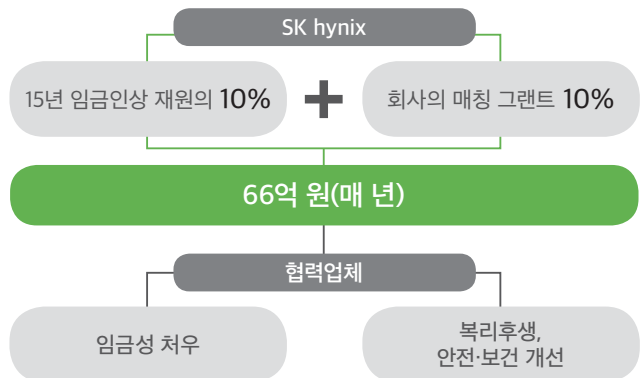 SK hynix
15년 임금인상 재원의 10%
회사의 매칭 그랜트 10%
66억 원(매 년)
협력업체
임금성 처우
복리후생,
안전·보건 개선